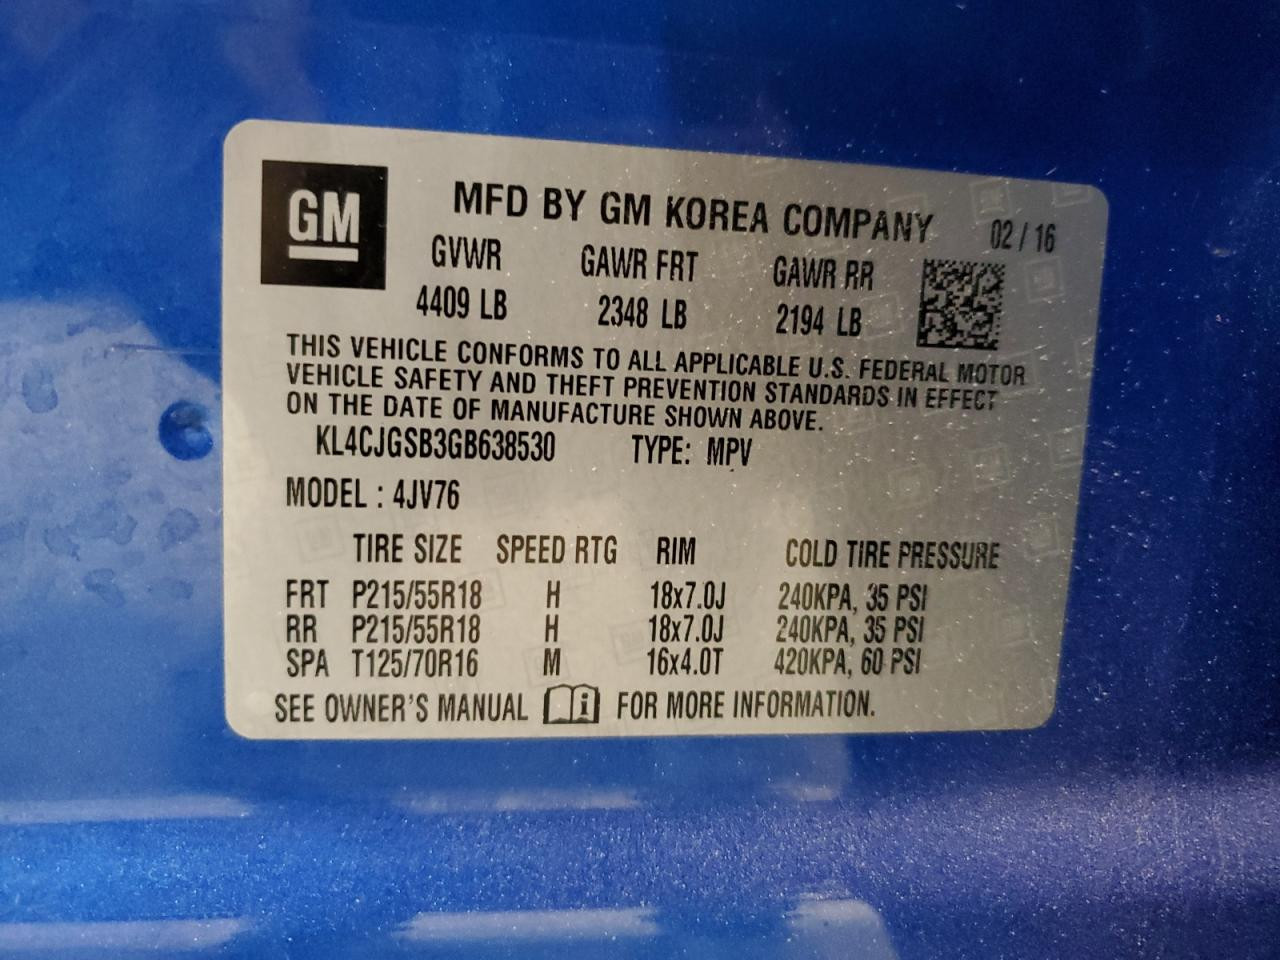 GM
MFD BY GM KOREA COMPANY 02 / 16
GVWR GAWR FRT GAWR RR
4409 LB 2348 LB 2194 LB
THIS VEHICLE CONFORMS TO ALL APPLICABLE U.S. FEDERAL MOTOR
VEHICLE SAFETY AND THEFT PREVENTION STANDARDS IN EFFECT
ON THE DATE OF MANUFACTURE SHOWN ABOVE.
KL4CJGSB3GB638530 TYPE: MPV
MODEL : 4JV76
TIRE SIZE SPEED RTG RIM COLD TIRE PRESSURE
FRT P215/55R18 H 18x7.0J 240KPA, 35 PSI
RR P215/55R18 H 18x7.0J 240KPA, 35 PSI
SPA T125/70R16 M 16x4.0T 420KPA, 60 PSI
SEE OWNER'S MANUAL i FOR MORE INFORMATION.